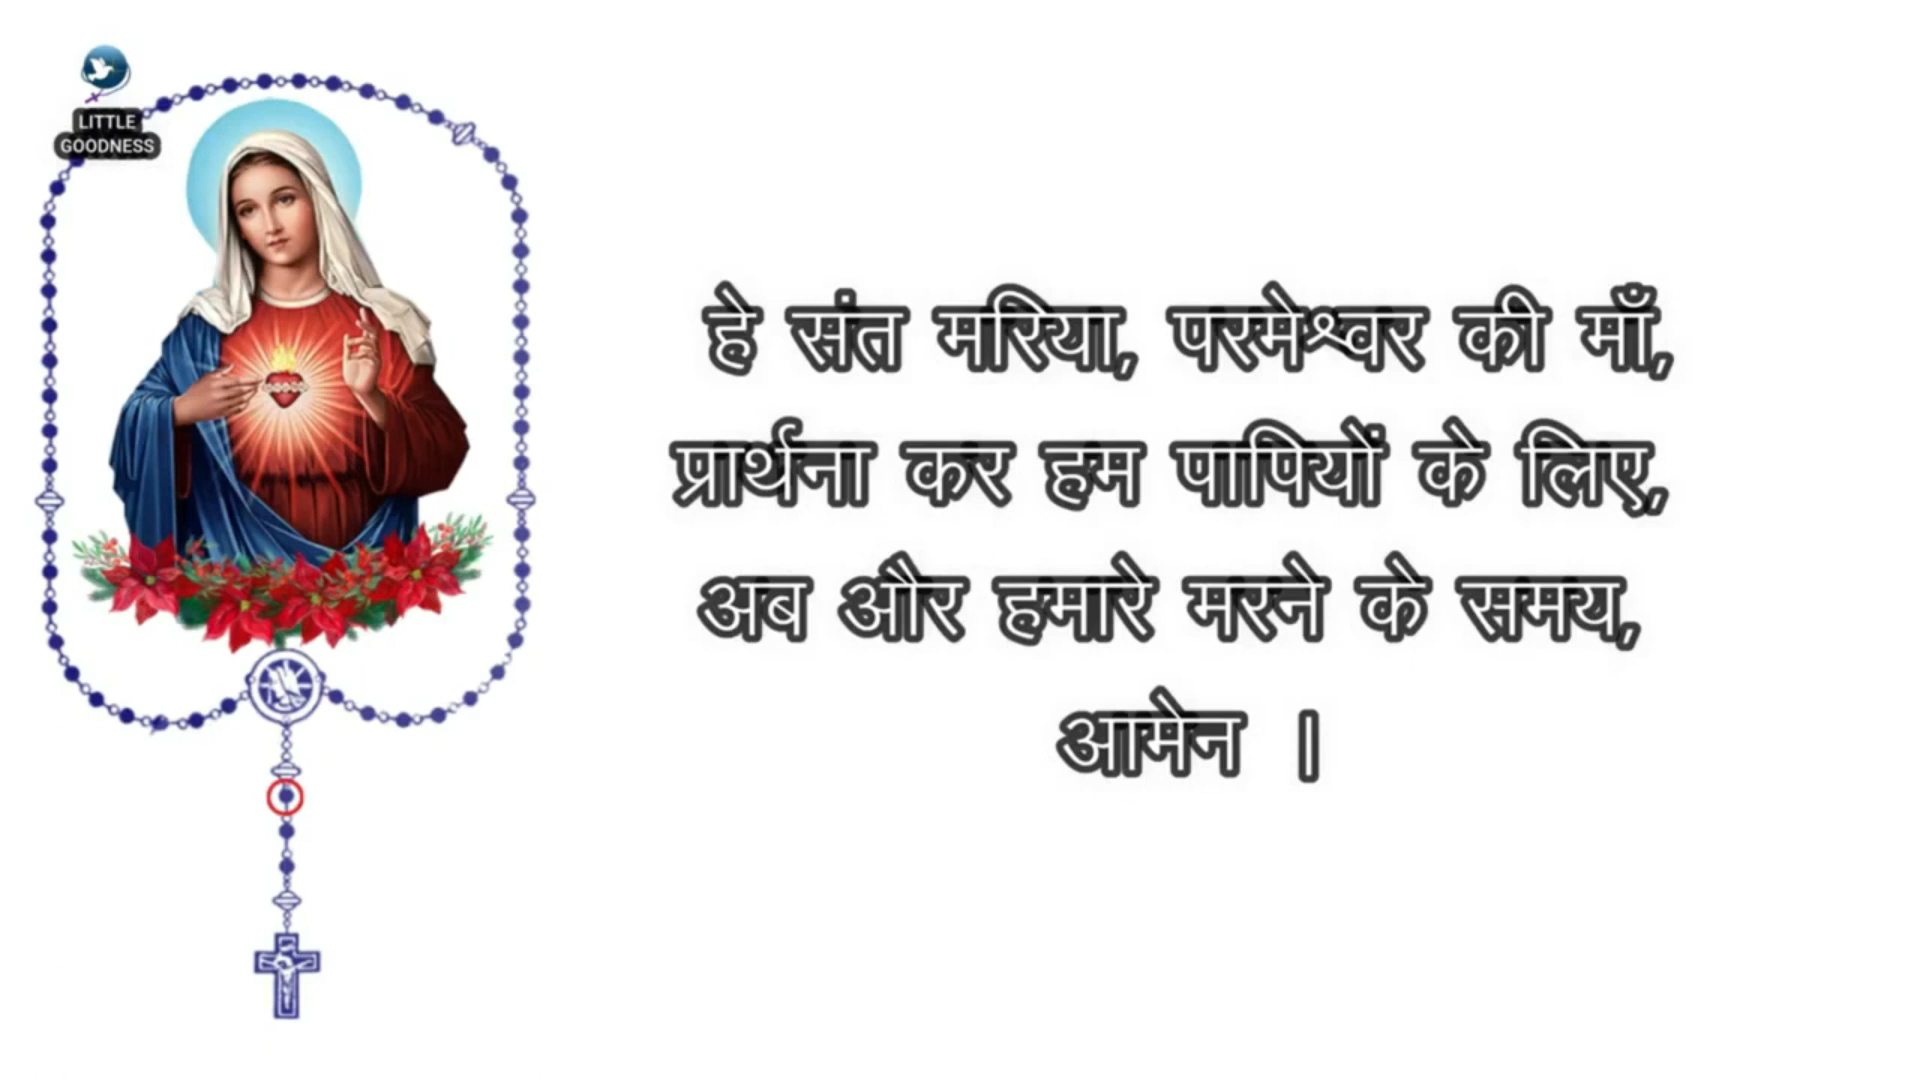 LITTLE
GOODNESS
हे संत मरिया, परमेश्वर की माँ,
प्रार्थना कर हम पापियों के लिए,
अब और हमारे मरने के समय,
आमेन ।